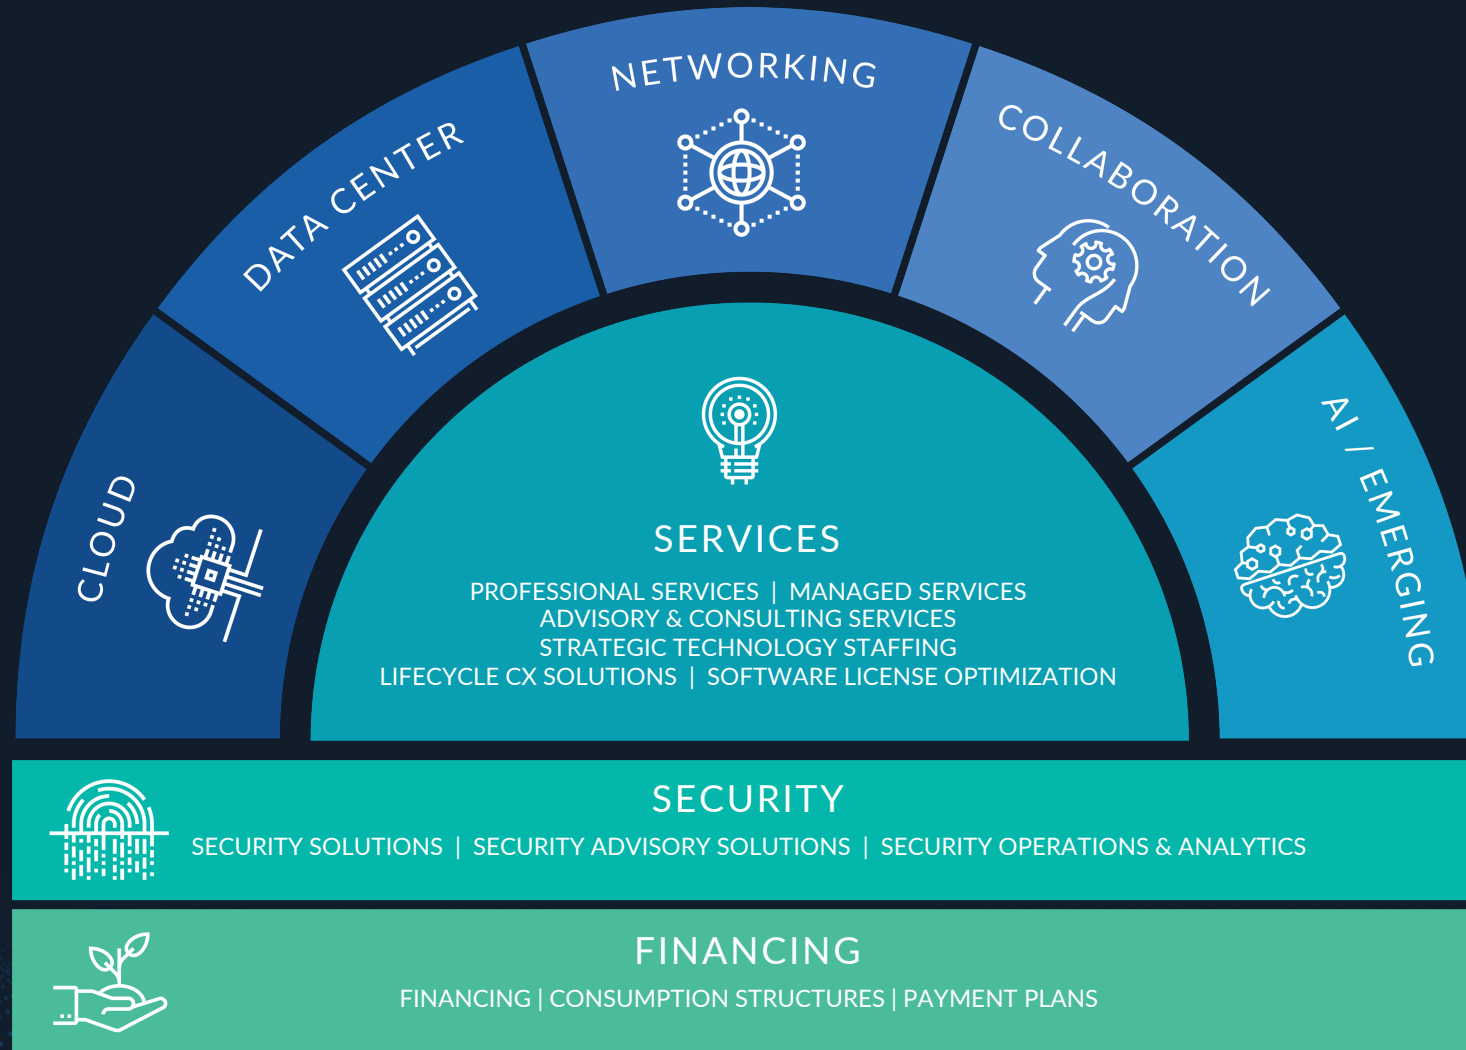 CLOUD
DATA CENTER
NETWORKING
COLLABORATION
AI / EMERGING
SERVICES
PROFESSIONAL SERVICES | MANAGED SERVICES
ADVISORY & CONSULTING SERVICES
STRATEGIC TECHNOLOGY STAFFING
LIFECYCLE CX SOLUTIONS | SOFTWARE LICENSE OPTIMIZATION
SECURITY
SECURITY SOLUTIONS | SECURITY ADVISORY SOLUTIONS | SECURITY OPERATIONS & ANALYTICS
FINANCING
FINANCING | CONSUMPTION STRUCTURES | PAYMENT PLANS